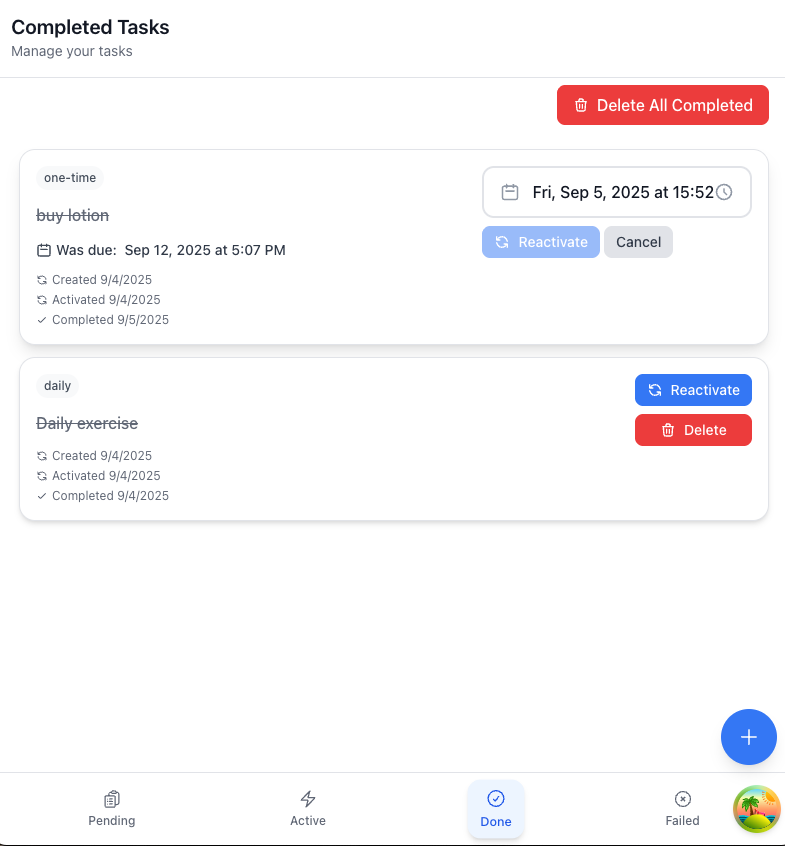 Completed Tasks
Manage your tasks
Delete All Completed
one-time
buy lotion
Was due: Sep 12, 2025 at 5:07 PM
Created 9/4/2025
Activated 9/4/2025
Completed 9/5/2025
Fri, Sep 5, 2025 at 15:52
Reactivate
Cancel
daily
Daily exercise
Created 9/4/2025
Activated 9/4/2025
Completed 9/4/2025
Reactivate
Delete
Pending
Active
Done
Failed